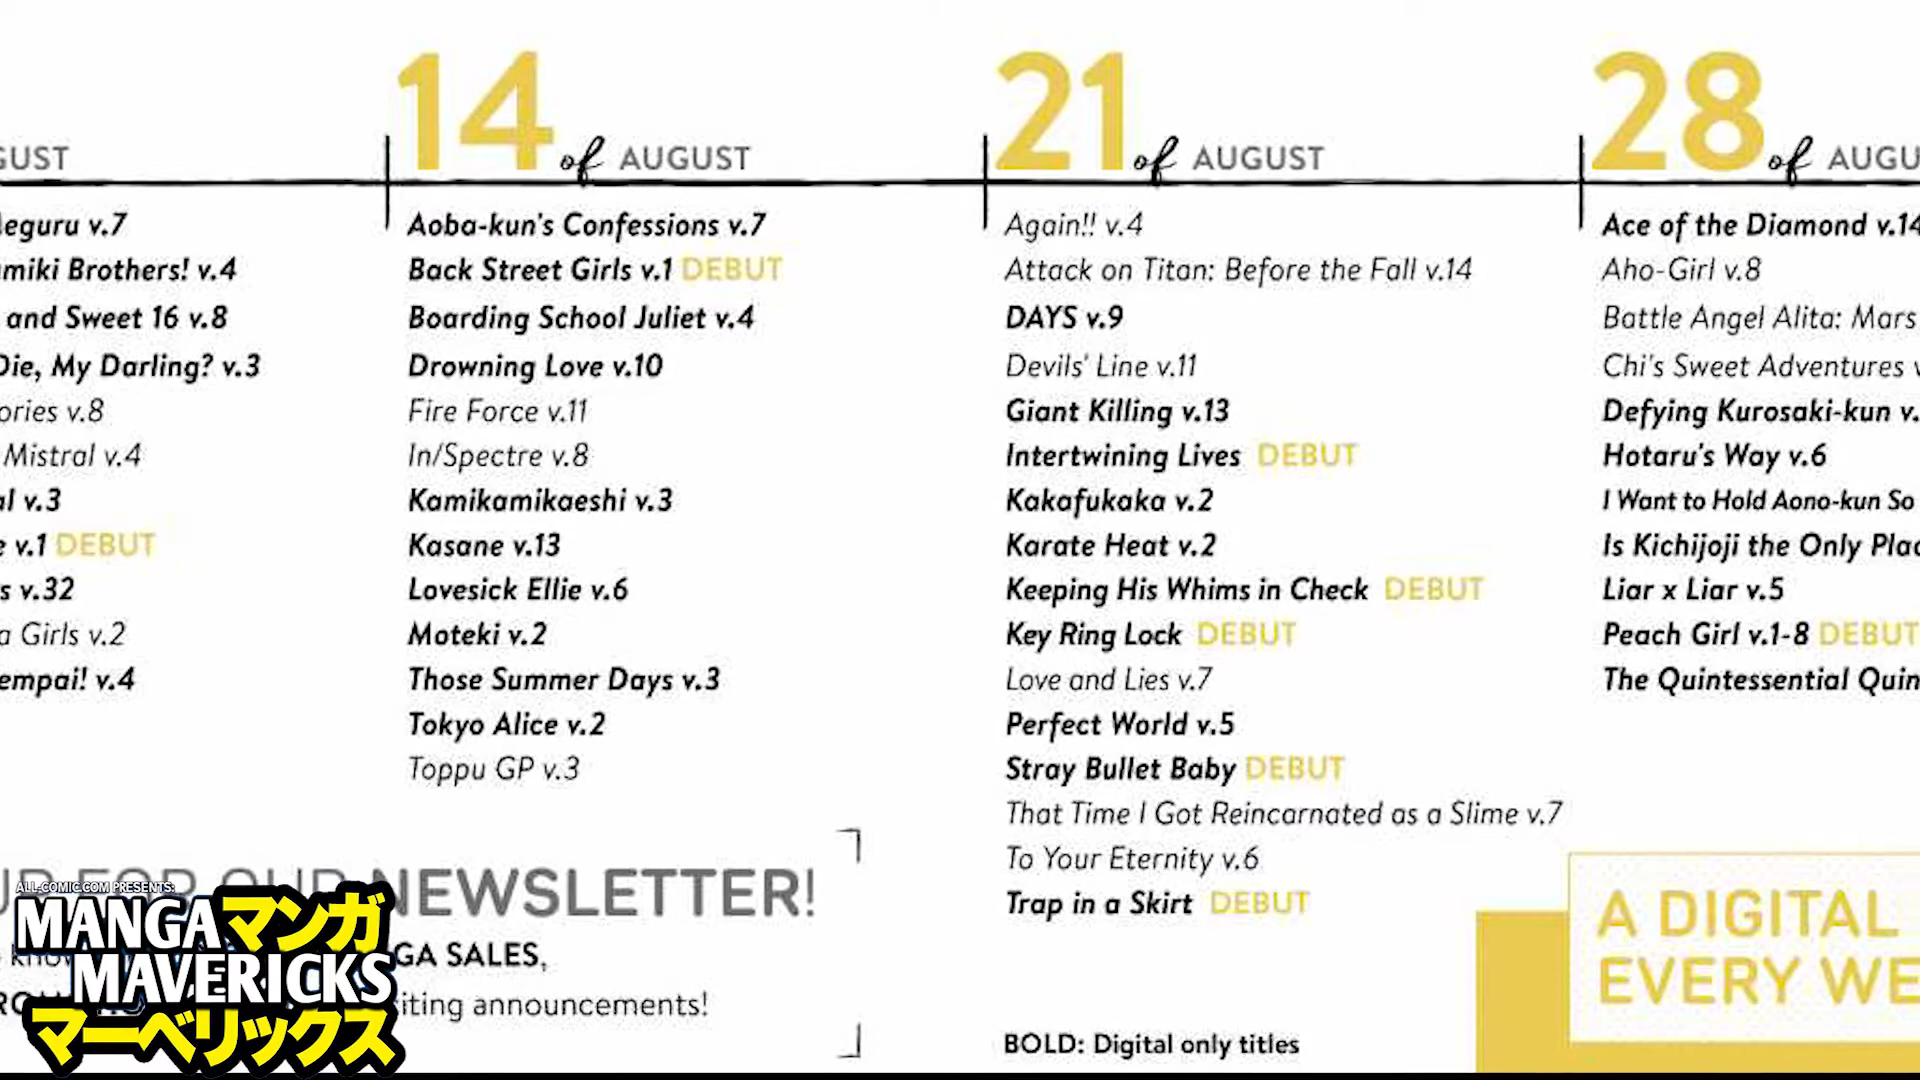 GUST
eguru v.7
miki Brothers! v.4
and Sweet 16 v.8
Die, My Darling? v.3
ories v.8
Mistral v.4
al v.3
e v.1 DEBUT
s v.32
a Girls v.2
empai! v.4
14 of AUGUST
Aoba-kun's Confessions v.7
Back Street Girls v.1 DEBUT
Boarding School Juliet v.4
Drowning Love v.10
Fire Force v.11
In/Spectre v.8
Kamikamikaeshi v.3
Kasane v.13
Lovesick Ellie v.6
Moteki v.2
Those Summer Days v.3
Tokyo Alice v.2
Toppu GP v.3
21 of AUGUST
Again!! v.4
Attack on Titan: Before the Fall v.14
DAYS v.9
Devils' Line v.11
Giant Killing v.13
Intertwining Lives DEBUT
Kakafukaka v.2
Karate Heat v.2
Keeping His Whims in Check DEBUT
Key Ring Lock DEBUT
Love and Lies v.7
Perfect World v.5
Stray Bullet Baby DEBUT
That Time I Got Reincarnated as a Slime v.7
To Your Eternity v.6
Trap in a Skirt DEBUT
BOLD: Digital only titles
28 of AUGU
Ace of the Diamond v.14
Aho-Girl v.8
Battle Angel Alita: Mars
Chi's Sweet Adventures v
Defying Kurosaki-kun v.
Hotaru's Way v.6
I Want to Hold Aono-kun So
Is Kichijoji the Only Plac
Liar x Liar v.5
Peach Girl v.1-8 DEBUT
The Quintessential Quin
A DIGITAL
EVERY WE
UP FOR OUR NEWSLETTER!
GA SALES,
iting announcements!
ALL-COMIC.COM PRESENTS:
MANGAマンガ
MAVERICKS
マーベリックス